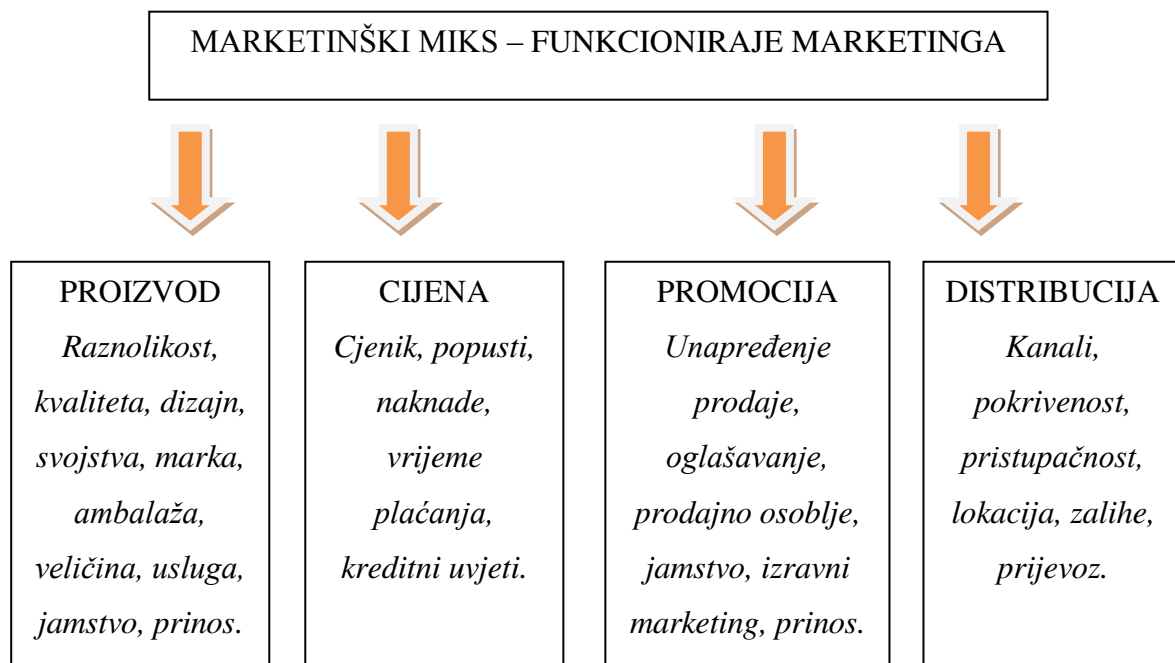 MARKETINŠKI MIKS – FUNKCIONIRAJE MARKETINGA
PROIZVOD
Raznolikost,
kvaliteta, dizajn,
svojstva, marka,
ambalaža,
veličina, usluga,
jamstvo, prinos.
CIJENA
Cjenik, popusti,
naknade,
vrijeme
plaćanja,
kreditni uvjeti.
PROMOCIJA
Unapređenje
prodaje,
oglašavanje,
prodajno osoblje,
jamstvo, izravni
marketing, prinos.
DISTRIBUCIJA
Kanali,
pokrivenost,
pristupačnost,
lokacija, zalihe,
prijevoz.